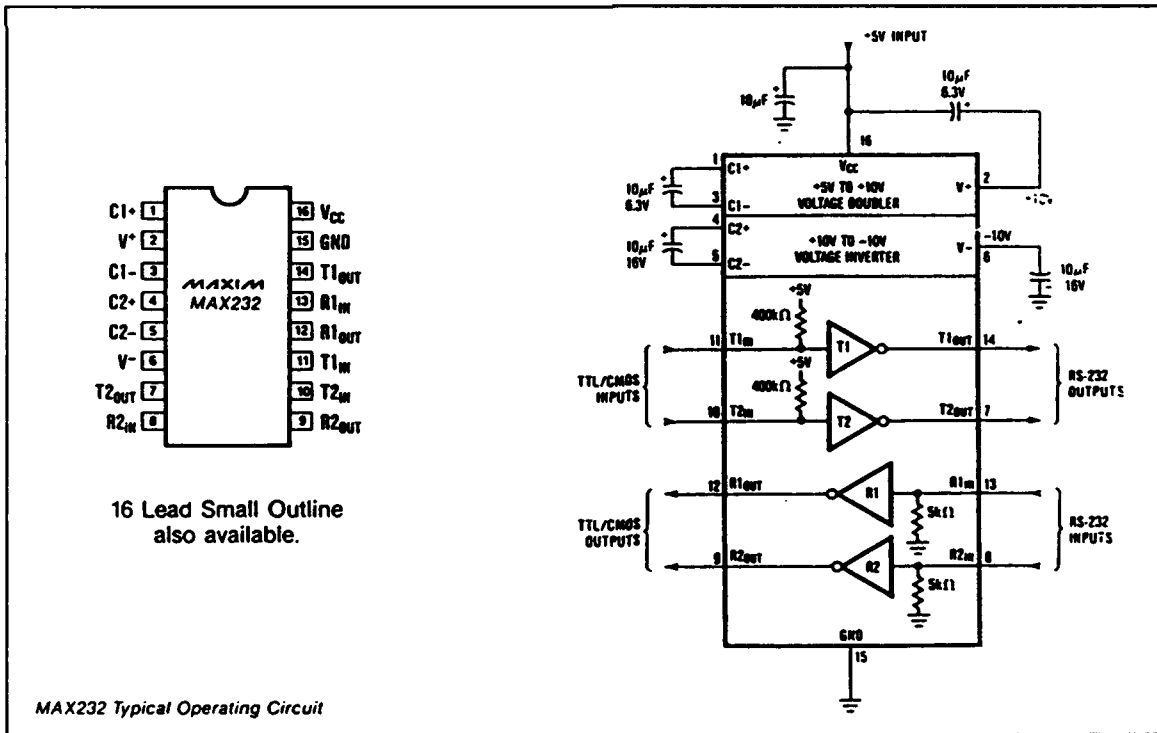 +5V INPUT
10µF
10µF
6.3V
16
1
C1+
VCC
+5V TO +10V
VOLTAGE DOUBLER
2
V+
10µF
6.3V
3
C1-
4
C2+
+10V TO -10V
VOLTAGE INVERTER
V-
-10V
6
10µF
16V
5
C2-
10µF
16V
C1+ 1
V+ 2
C1- 3
C2+ 4
C2- 5
V- 6
T2OUT 7
R2IN 8
MAXIM
MAX232
16 VCC
15 GND
14 T1OUT
13 R1IN
12 R1OUT
11 T1IN
10 T2IN
9 R2OUT
16 Lead Small Outline
also available.
+5V
400kΩ
11 T1IN
T1
T1OUT 14
TTL/CMOS
INPUTS
+5V
400kΩ
RS-232
OUTPUTS
10 T2IN
T2
T2OUT 7
12 R1OUT
R1
R1IN 13
5kΩ
TTL/CMOS
OUTPUTS
RS-232
INPUTS
9 R2OUT
R2
R2IN 8
5kΩ
GND
15
MAX232 Typical Operating Circuit